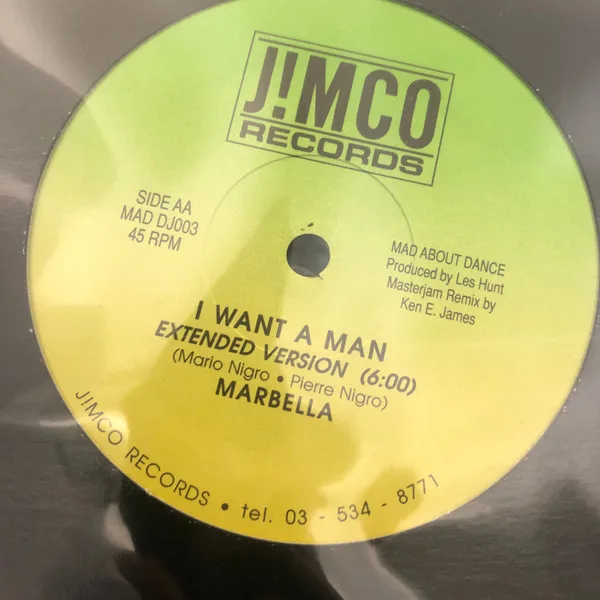 J!MCO
RECORDS
SIDE AA
MAD DJ003
45 RPM
MAD ABOUT DANCE
Produced by Les Hunt
Masterjam Remix by
Ken E. James
I WANT A MAN
EXTENDED VERSION (6:00)
(Mario Nigro • Pierre Nigro)
MARBELLA
JIMCO RECORDS • tel. 03 - 534 - 8771